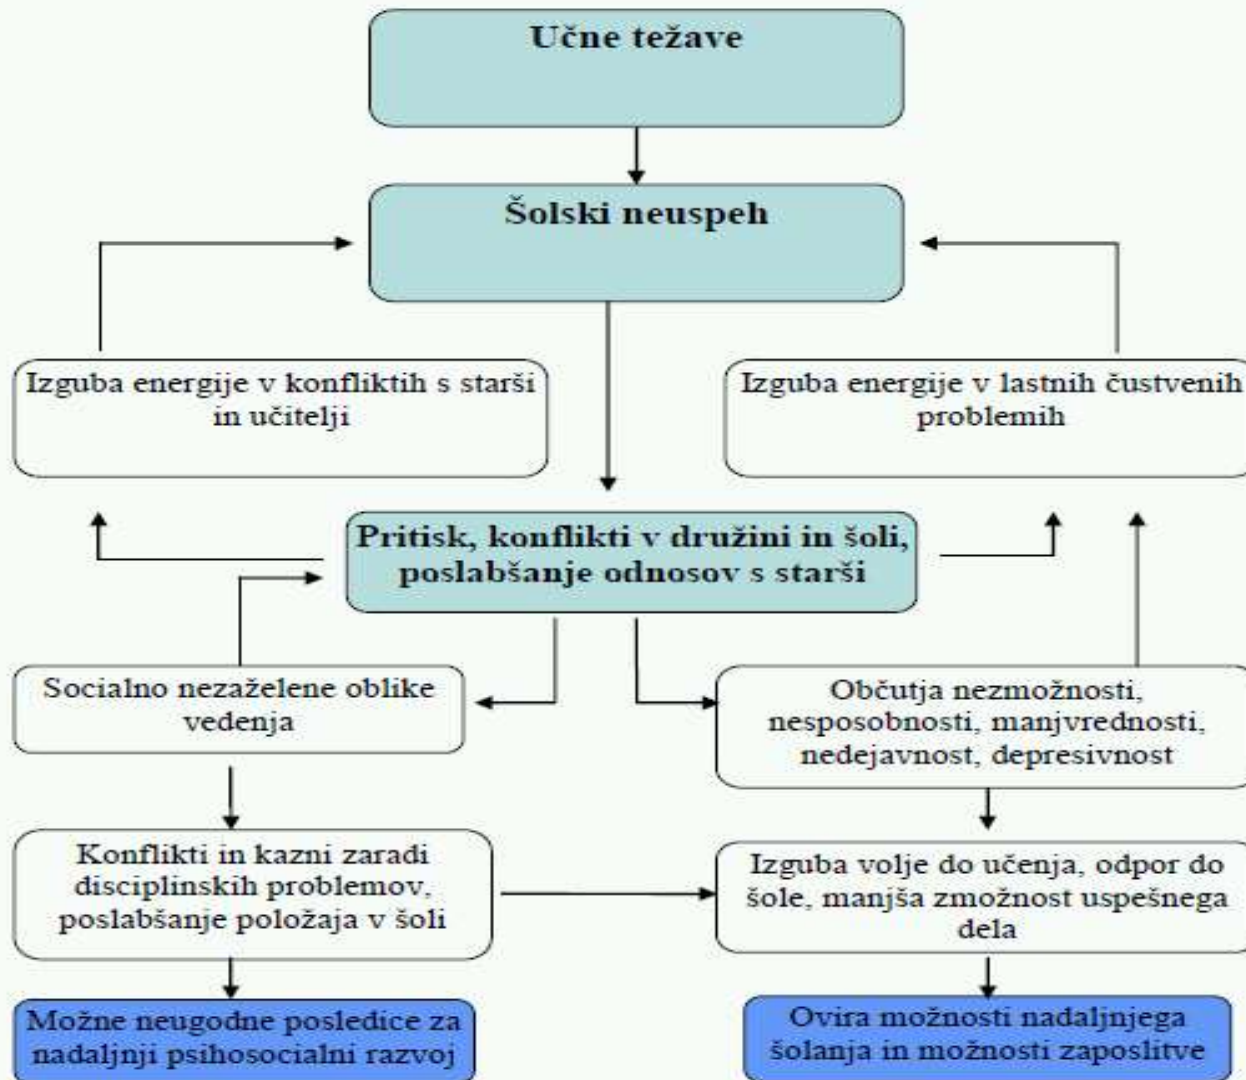 Učne težave
Šolski neuspeh
Izguba energije v konfliktih s starši
in učitelji
Izguba energije v lastnih čustvenih
problemih
Pritisk, konflikti v družini in šoli,
poslabšanje odnosov s starši
Socialno nezaželene oblike
vedenja
Občutja nezmožnosti,
nesposobnosti, manjvrednosti,
nedejavnost, depresivnost
Konflikti in kazni zaradi
disciplinskih problemov,
poslabšanje položaja v šoli
Izguba volje do učenja, odpor do
šole, manjša zmožnost uspešnega
dela
Možne neugodne posledice za
nadaljnji psihosocialni razvoj
Ovira možnosti nadaljnjega
šolanja in možnosti zaposlitve